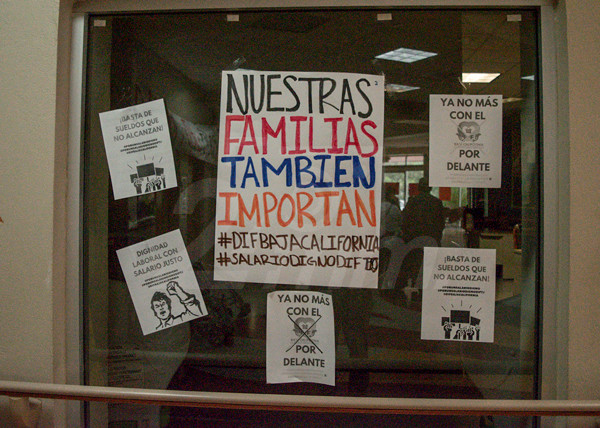 ¡BASTA DE
SUELDOS QUE
NO ALCANZAN!
DIGNIDAD
LABORAL CON
SALARIO JUSTO
NUESTRAS
FAMILIAS
TAMBIEN
IMPORTAN
#DIFBAJACALIFORNIA
#SALARIODIGNODIFTIJ
YA NO MÁS
CON EL
POR
DELANTE
YA NO MÁS
CON EL
POR
DELANTE
¡BASTA DE
SUELDOS QUE
NO ALCANZAN!